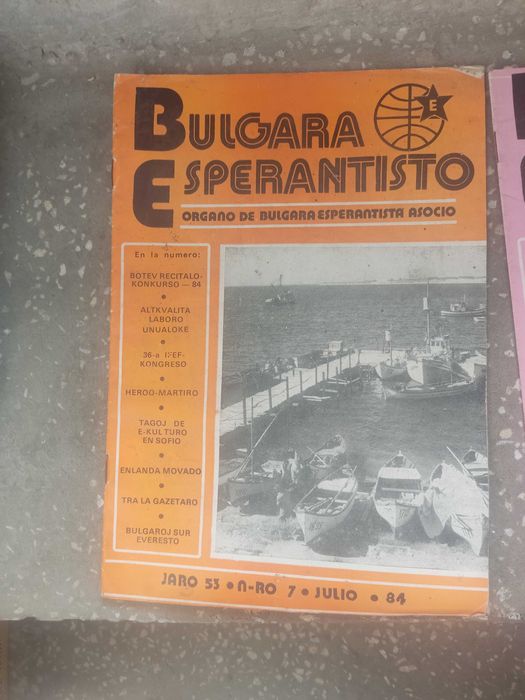 BULGARA
ESPERANTISTO
E
ORGANO DE BULGARA ESPERANTISTA ASOCIO
En la numero:
BOTEV RECITALO-
KONKURSO — 84
ALTKVALITA
LABORO
UNUALOKE
36-a IFEF-
KONGRESO
HEROO-MARTIRO
TAGOJ DE
E-KULTURO
EN SOFIO
ENLANDA MOVADO
TRA LA GAZETARO
BULGAROJ SUR
EVERESTO
JARO 53 • N-RO 7 • JULIO • 84